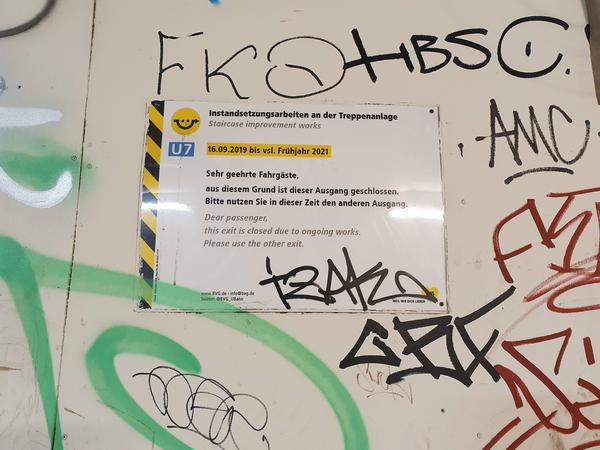 FK
HBSC.
AMC
Instandsetzungsarbeiten an der Treppenanlage
Staircase improvement works
U7
16.09.2019 bis vsl. Frühjahr 2021
Sehr geehrte Fahrgäste,
aus diesem Grund ist dieser Ausgang geschlossen.
Bitte nutzen Sie in dieser Zeit den anderen Ausgang.
Dear passenger,
this exit is closed due to ongoing works.
Please use the other exit.
www.BVG.de - info@bvg.de
Twitter: @BVG_UBahn
WEIL WIR DICH LIEBEN